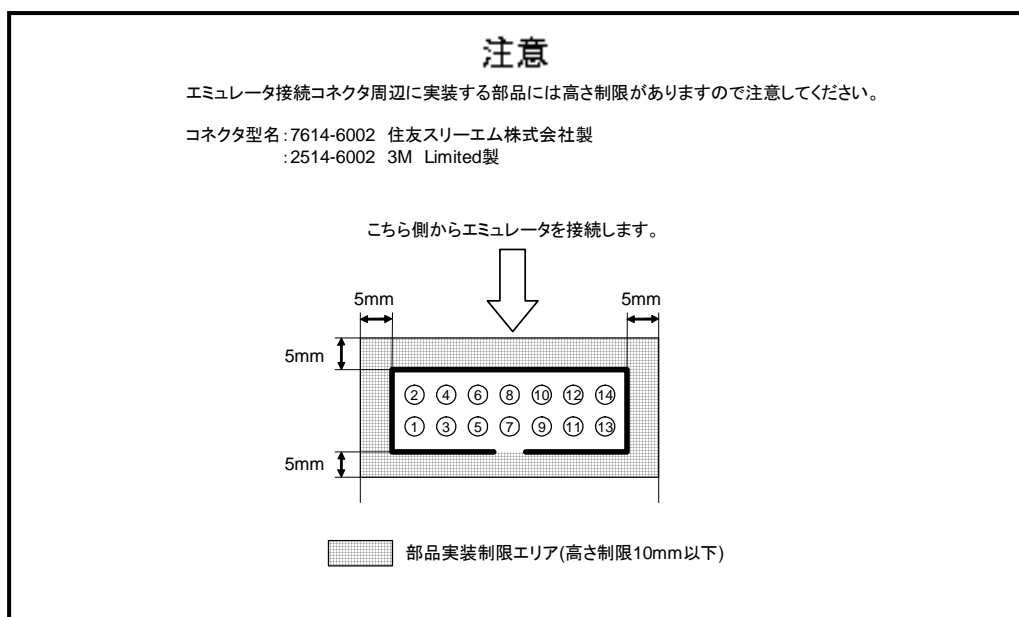 注意
エミュレータ接続コネクタ周辺に実装する部品には高さ制限がありますので注意してください。
コネクタ型名:7614-6002 住友スリーエム株式会社製
:2514-6002 3M Limited製
こちら側からエミュレータを接続します。
5mm 5mm
5mm
2 4 6 8 10 12 14
1 3 5 7 9 11 13
5mm
部品実装制限エリア(高さ制限10mm以下)